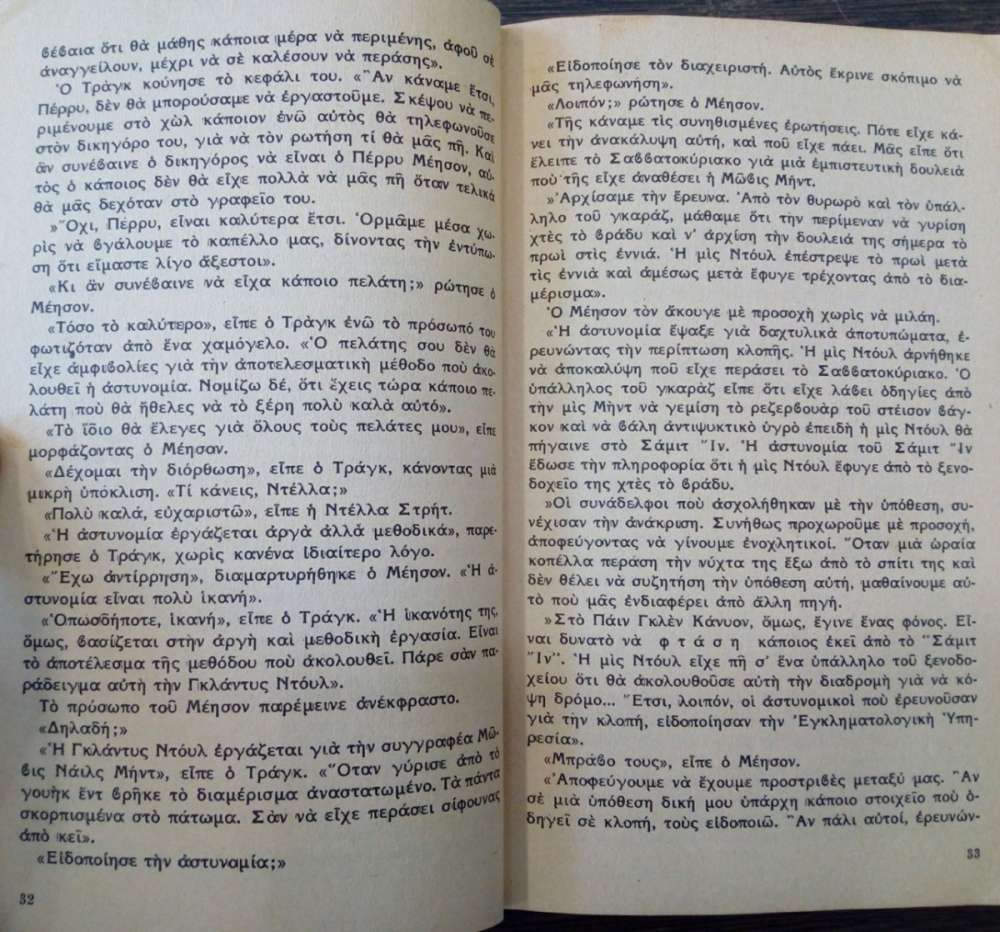 βέβαια ὅτι θὰ μάθης κάποια μέρα νὰ περιμένης, ἀφοῦ σὲ
ἀναγγείλουν, μέχρι νὰ σὲ καλέσουν νὰ περάσης».
Ὁ Τρὰγκ κούνησε τὸ κεφάλι του. «Ἂν κάναμε ἔτσι,
Πέρρυ, δὲν θὰ μπορούσαμε νὰ ἐργαστοῦμε. Σκέψου νὰ πε-
ριμένουμε στὸ χὼλ κάποιον ἐνῶ αὐτὸς θὰ τηλεφωνοῦσε
στὸν δικηγόρο του, γιὰ νὰ τὸν ρωτήση τί θὰ μᾶς πῆ. Καὶ
ἂν συνέβαινε ὁ δικηγόρος νὰ εἶναι ὁ Πέρρυ Μέησον, αὐ-
τὸς ὁ κάποιος δὲν θὰ εἶχε πολλὰ νὰ μᾶς πῆ ὅταν τελικὰ
θὰ μᾶς δεχόταν στὸ γραφεῖο του.
»Ὄχι, Πέρρυ, εἶναι καλύτερα ἔτσι. Ὁρμᾶμε μέσα χω-
ρὶς νὰ βγάλουμε τὸ καπέλλο μας, δίνοντας τὴν ἐντύπω-
ση ὅτι εἴμαστε λίγο ἄξεστοι».
«Κι ἂν συνέβαινε νὰ εἶχα κάποιο πελάτη;» ρώτησε ὁ
Μέησον.
«Τόσο τὸ καλύτερο», εἶπε ὁ Τρὰγκ ἐνῶ τὸ πρόσωπό του
φωτιζόταν ἀπὸ ἕνα χαμόγελο. «Ὁ πελάτης σου δὲν θὰ
εἶχε ἀμφιβολίες γιὰ τὴν ἀποτελεσματικὴ μέθοδο ποὺ ἀκο-
λουθεῖ ἡ ἀστυνομία. Νομίζω δέ, ὅτι ἔχεις τώρα κάποιο πε-
λάτη ποὺ θὰ ἤθελες νὰ τὸ ξέρη πολὺ καλὰ αὐτό».
«Τὸ ἴδιο θὰ ἔλεγες γιὰ ὅλους τοὺς πελάτες μου», εἶπε
μορφάζοντας ὁ Μέησον.
«Δέχομαι τὴν διόρθωση», εἶπε ὁ Τράγκ, κάνοντας μιὰ
μικρὴ ὑπόκλιση. «Τί κάνεις, Ντέλλα;»
«Πολὺ καλά, εὐχαριστῶ», εἶπε ἡ Ντέλλα Στρήτ.
«Ἡ ἀστυνομία ἐργάζεται ἀργὰ ἀλλὰ μεθοδικά», παρε-
τήρησε ὁ Τράγκ, χωρὶς κανένα ἰδιαίτερο λόγο.
«Ἔχω ἀντίρρηση», διαμαρτυρήθηκε ὁ Μέησον. «Ἡ ἀ-
στυνομία εἶναι πολὺ ἱκανή».
«Ὁπωσδήποτε, ἱκανή», εἶπε ὁ Τράγκ. «Ἡ ἱκανότης της,
ὅμως, βασίζεται στὴν ἀργὴ καὶ μεθοδικὴ ἐργασία. Εἶναι
τὸ ἀποτέλεσμα τῆς μεθόδου ποὺ ἀκολουθεῖ. Πάρε σὰν πα-
ράδειγμα αὐτὴ τὴν Γκλάντυς Ντόυλ».
Τὸ πρόσωπο τοῦ Μέησον παρέμεινε ἀνέκφραστο.
«Δηλαδή;»
«Ἡ Γκλάντυς Ντόυλ ἐργάζεται γιὰ τὴν συγγραφέα Μῶ-
βις Νάιλς Μήντ», εἶπε ὁ Τράγκ. «Ὅταν γύρισε ἀπὸ τὸ
γουὴκ ἔντ βρῆκε τὸ διαμέρισμα ἀναστατωμένο. Τὰ πάντα
σκορπισμένα στὸ πάτωμα. Σὰν νὰ εἶχε περάσει σίφουνας
ἀπὸ κεῖ».
«Εἰδοποίησε τὴν ἀστυνομία;»
32
«Εἰδοποίησε τὸν διαχειριστή. Αὐτὸς ἔκρινε σκόπιμο νὰ
μᾶς τηλεφωνήση».
«Λοιπόν;» ρώτησε ὁ Μέησον.
«Τῆς κάναμε τὶς συνηθισμένες ἐρωτήσεις. Πότε εἶχε κά-
νει τὴν ἀνακάλυψη αὐτή, καὶ ποῦ εἶχε πάει. Μᾶς εἶπε ὅτι
ἔλειπε τὸ Σαββατοκύριακο γιὰ μιὰ ἐμπιστευτικὴ δουλειὰ
ποὺ τῆς εἶχε ἀναθέσει ἡ Μῶβις Μήντ.
»Ἀρχίσαμε τὴν ἔρευνα. Ἀπὸ τὸν θυρωρὸ καὶ τὸν ὑπάλ-
ληλο τοῦ γκαράζ, μάθαμε ὅτι τὴν περίμεναν νὰ γυρίση
χτὲς τὸ βράδυ καὶ ν' ἀρχίση τὴν δουλειά της σήμερα τὸ
πρωὶ στὶς ἐννιά. Ἡ μὶς Ντόυλ ἐπέστρεψε τὸ πρωὶ μετὰ
τὶς ἐννιὰ καὶ ἀμέσως μετὰ ἔφυγε τρέχοντας ἀπὸ τὸ δια-
μέρισμα».
Ὁ Μέησον τὸν ἄκουγε μὲ προσοχὴ χωρὶς νὰ μιλάη.
«Ἡ ἀστυνομία ἔψαξε γιὰ δαχτυλικὰ ἀποτυπώματα, ἐ-
ρευνώντας τὴν περίπτωση κλοπῆς. Ἡ μὶς Ντόυλ ἀρνήθηκε
νὰ ἀποκαλύψη ποῦ εἶχε περάσει τὸ Σαββατοκύριακο. Ὁ
ὑπάλληλος τοῦ γκαρὰζ εἶπε ὅτι εἶχε λάβει ὁδηγίες ἀπὸ
τὴν μὶς Μὴντ νὰ γεμίση τὸ ρεζερβουὰρ τοῦ στέισον βάγ-
κον καὶ νὰ βάλη ἀντιψυκτικὸ ὑγρὸ ἐπειδὴ ἡ μὶς Ντόυλ θὰ
πήγαινε στὸ Σάμιτ Ἴν. Ἡ ἀστυνομία τοῦ Σάμιτ Ἴν
ἔδωσε τὴν πληροφορία ὅτι ἡ μὶς Ντόυλ ἔφυγε ἀπὸ τὸ ξενο-
δοχεῖο της χτὲς τὸ βράδυ.
»Οἱ συνάδελφοι ποὺ ἀσχολήθηκαν μὲ τὴν ὑπόθεση, συ-
νέχισαν τὴν ἀνάκριση. Συνήθως προχωροῦμε μὲ προσοχή,
ἀποφεύγοντας νὰ γίνουμε ἐνοχλητικοί. Ὅταν μιὰ ὡραία
κοπέλλα περάση τὴν νύχτα της ἔξω ἀπὸ τὸ σπίτι της καὶ
δὲν θέλει νὰ συζητήση τὴν ὑπόθεση αὐτή, μαθαίνουμε αὐ-
τὸ ποὺ μᾶς ἐνδιαφέρει ἀπὸ ἄλλη πηγή.
»Στὸ Πάιν Γκλὲν Κάνυον, ὅμως, ἔγινε ἕνας φόνος. Εἶ-
ναι δυνατὸ νὰ φ τ ά σ η κάποιος ἐκεῖ ἀπὸ τὸ "Σάμιτ
Ἴν". Ἡ μὶς Ντόυλ εἶχε πῆ σ' ἕνα ὑπάλληλο τοῦ ξενοδο-
χείου ὅτι θὰ ἀκολουθοῦσε αὐτὴ τὴν διαδρομὴ γιὰ νὰ κό-
ψη δρόμο... Ἔτσι, λοιπόν, οἱ ἀστυνομικοὶ ποὺ ἐρευνοῦσαν
γιὰ τὴν κλοπή, εἰδοποίησαν τὴν Ἐγκληματολογικὴ Ὑπη-
ρεσία».
«Μπράβο τους», εἶπε ὁ Μέησον.
«Ἀποφεύγουμε νὰ ἔχουμε προστριβὲς μεταξύ μας. Ἂν
σὲ μιὰ ὑπόθεση δική μου ὑπάρχη κάποιο στοιχεῖο ποὺ ὁ-
δηγεῖ σὲ κλοπή, τοὺς εἰδοποιῶ. Ἂν πάλι αὐτοί, ἐρευνών-
33